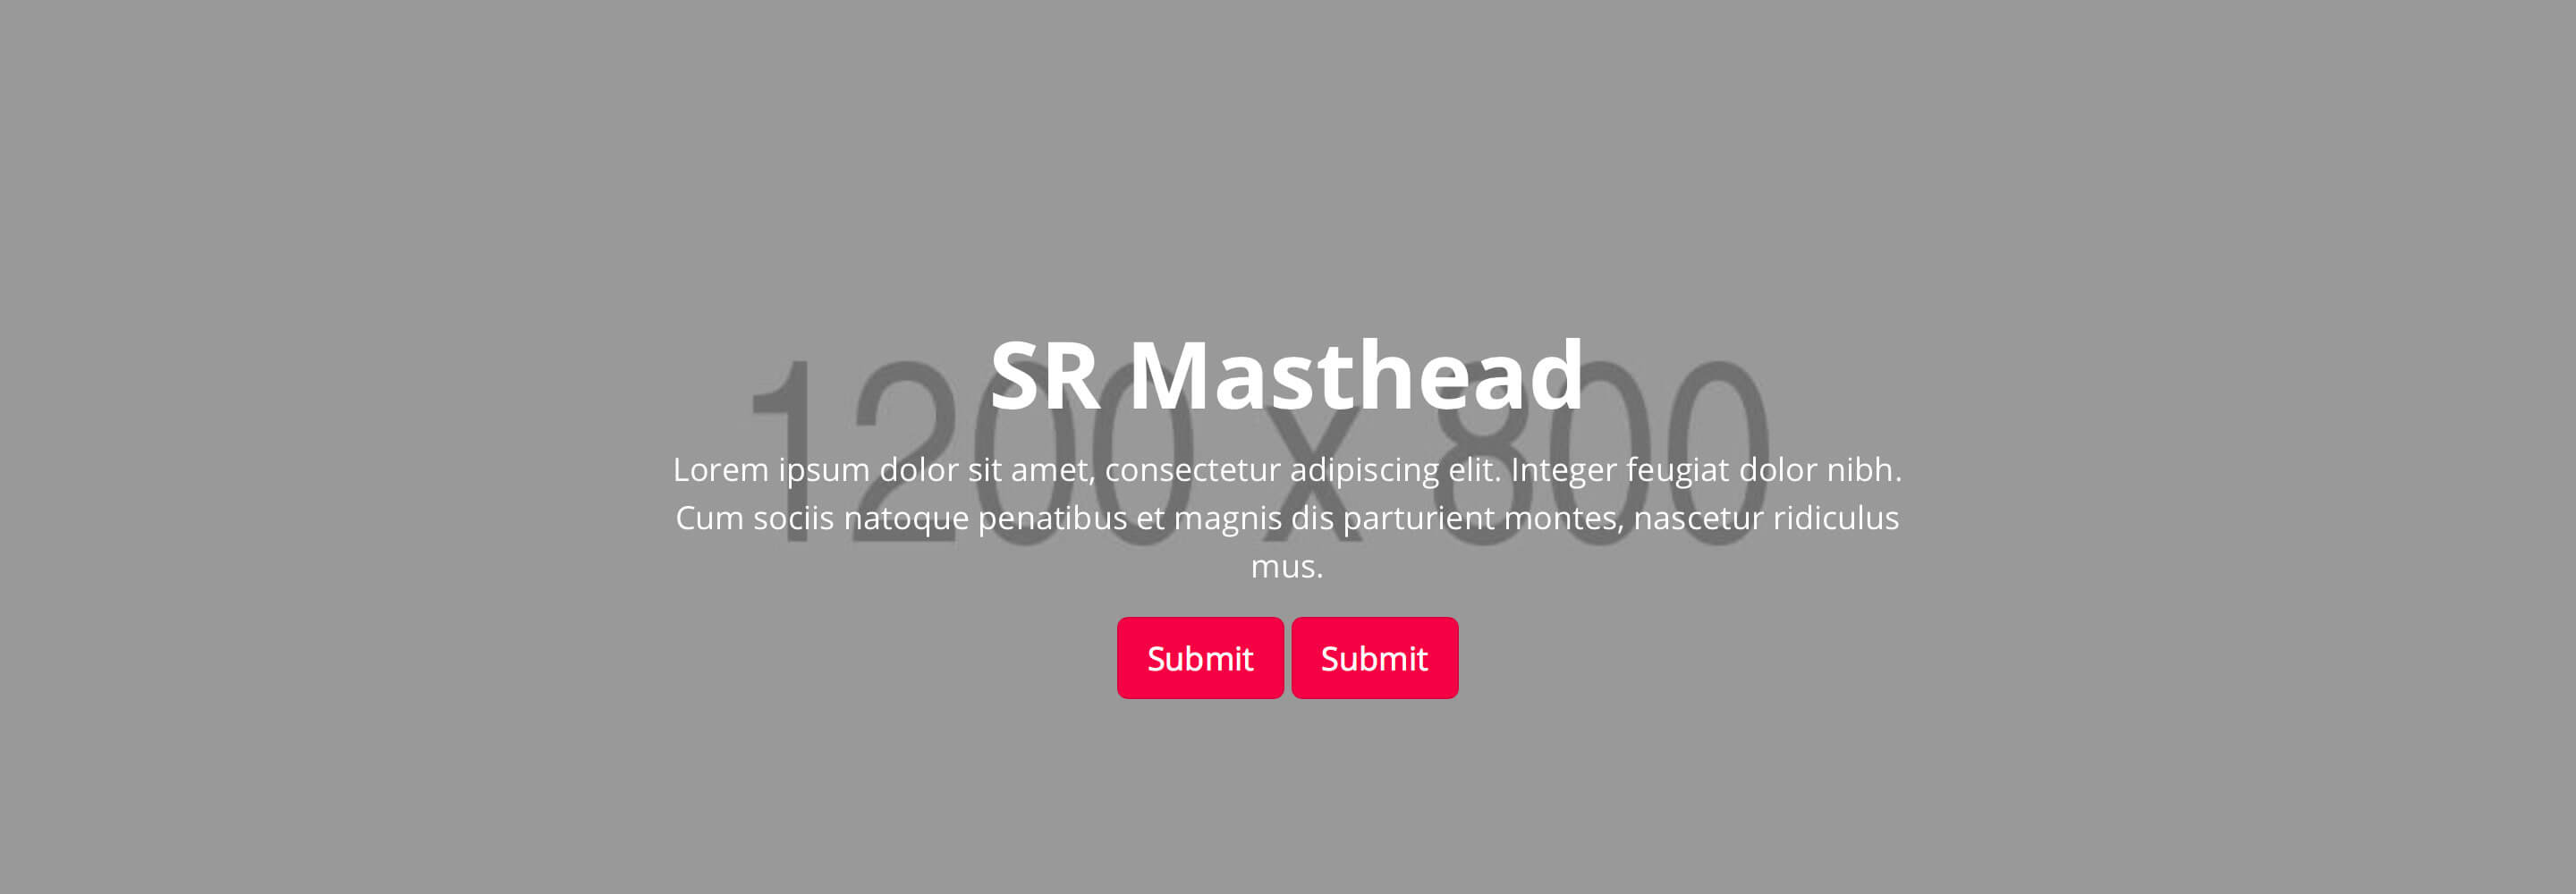 SR Masthead
1200 x 800
Lorem ipsum dolor sit amet, consectetur adipiscing elit. Integer feugiat dolor nibh.
Cum sociis natoque penatibus et magnis dis parturient montes, nascetur ridiculus
mus.
Submit Submit